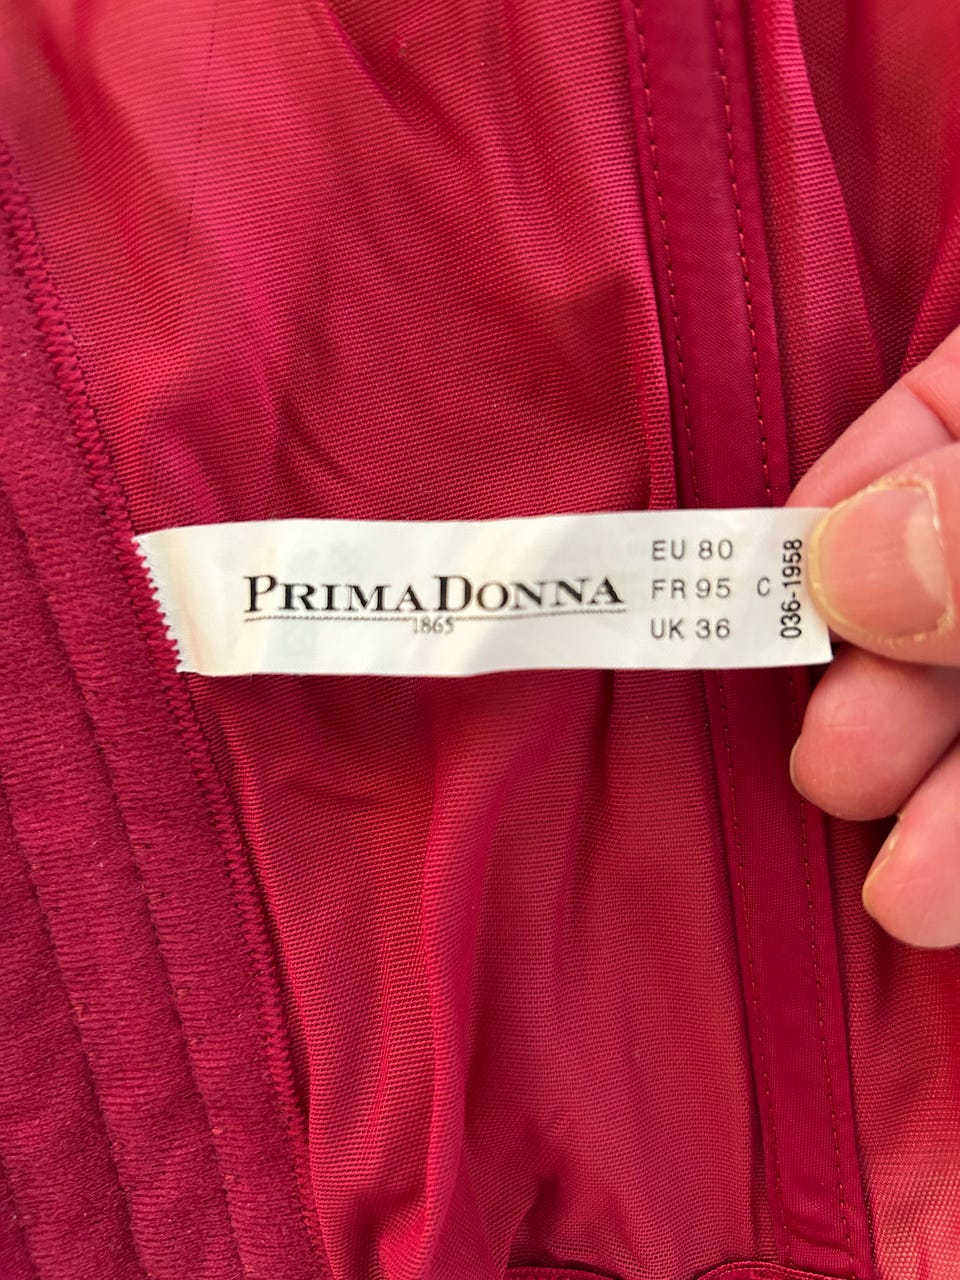 PRIMADONNA
1865
EU 80
FR 95 C
UK 36
036-1958